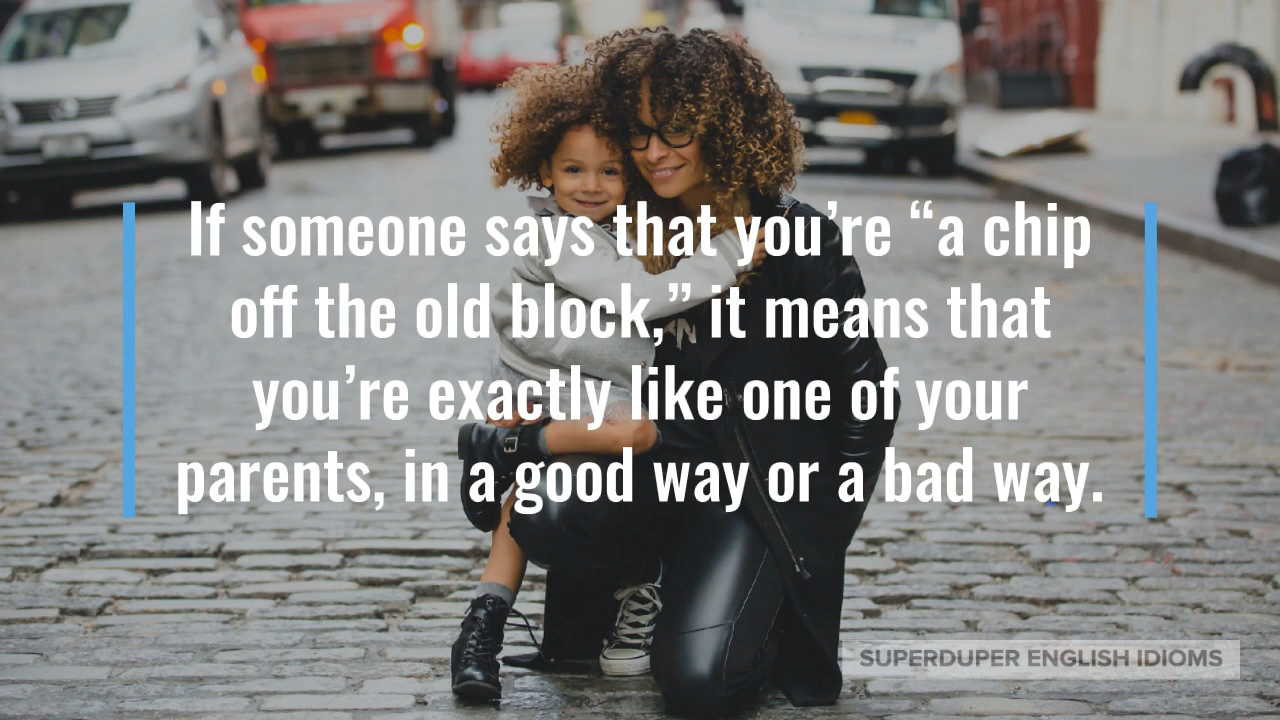 If someone says that you’re “a chip
off the old block,” it means that
you’re exactly like one of your
parents, in a good way or a bad way.
SUPERDUPER ENGLISH IDIOMS